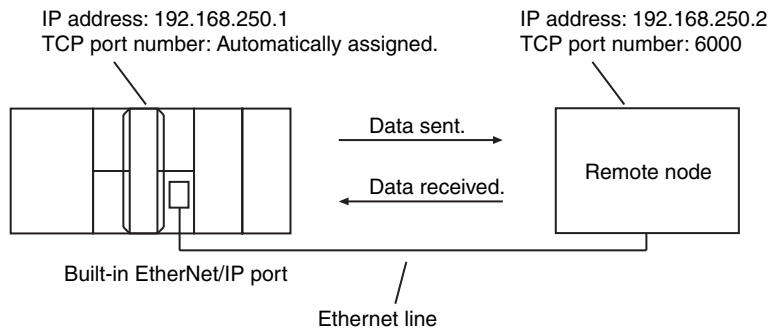 IP address: 192.168.250.1
TCP port number: Automatically assigned.
IP address: 192.168.250.2
TCP port number: 6000
Data sent.
Data received.
Remote node
Built-in EtherNet/IP port
Ethernet line